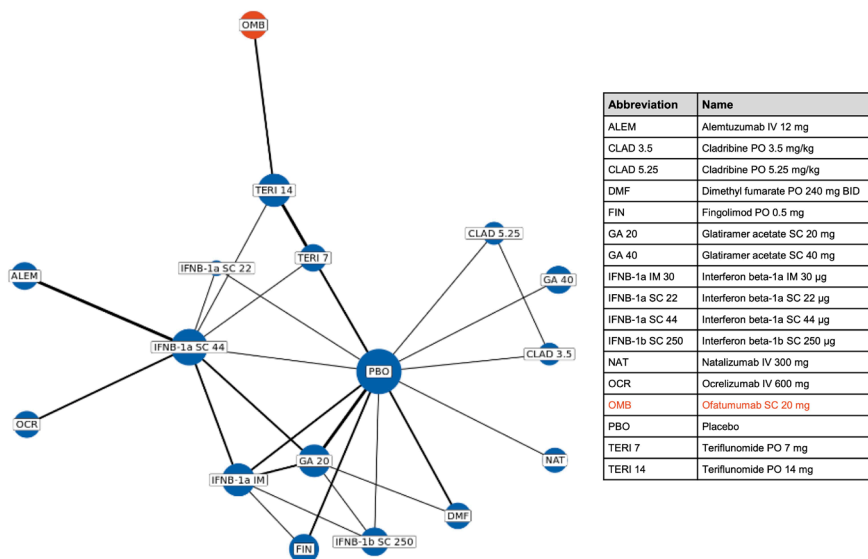 OMB
TERI 14
TERI 7
CLAD 5.25
IFNB-1a SC 22
ALEM
GA 40
IFNB-1a SC 44
CLAD 3.5
PBO
OCR
GA 20
NAT
IFNB-1a IM
DMF
IFNB-1b SC 250
FIN
Abbreviation Name
ALEM Alemtuzumab IV 12 mg
CLAD 3.5 Cladribine PO 3.5 mg/kg
CLAD 5.25 Cladribine PO 5.25 mg/kg
DMF Dimethyl fumarate PO 240 mg BID
FIN Fingolimod PO 0.5 mg
GA 20 Glatiramer acetate SC 20 mg
GA 40 Glatiramer acetate SC 40 mg
IFNB-1a IM 30 Interferon beta-1a IM 30 µg
IFNB-1a SC 22 Interferon beta-1a SC 22 µg
IFNB-1a SC 44 Interferon beta-1a SC 44 µg
IFNB-1b SC 250 Interferon beta-1b SC 250 µg
NAT Natalizumab IV 300 mg
OCR Ocrelizumab IV 600 mg
OMB Ofatumumab SC 20 mg
PBO Placebo
TERI 7 Teriflunomide PO 7 mg
TERI 14 Teriflunomide PO 14 mg